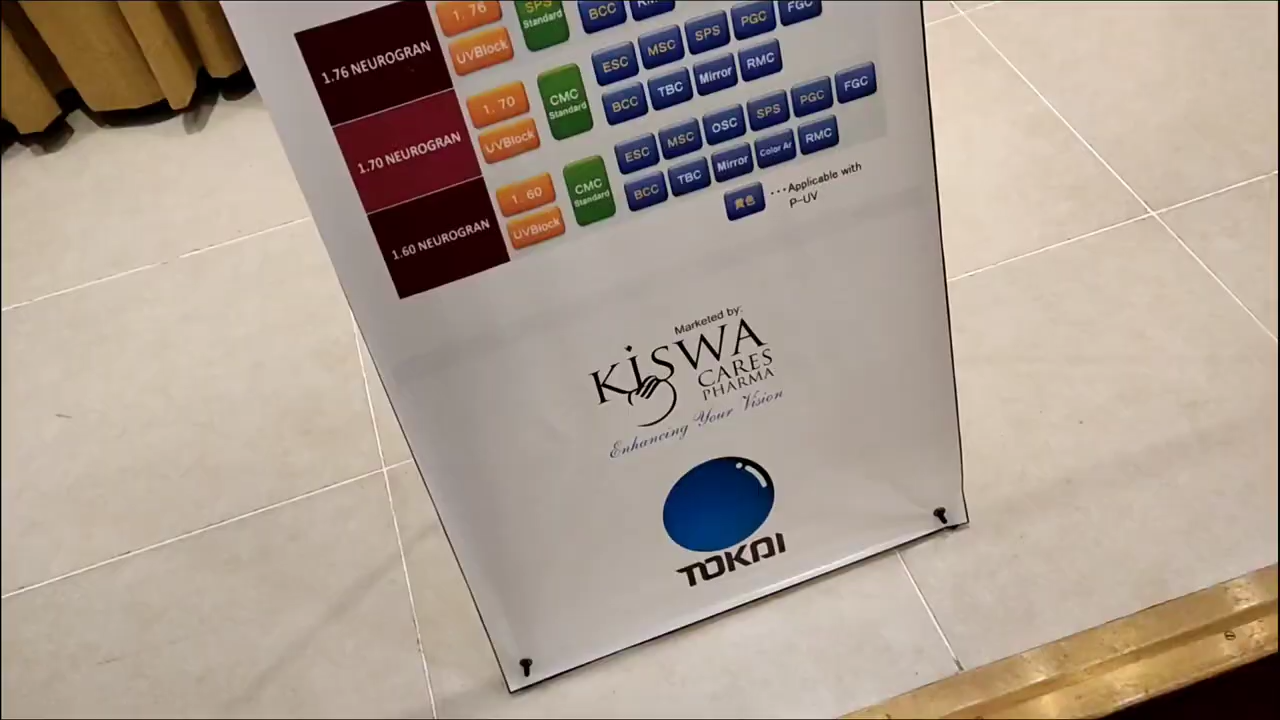 1.76 NEUROGRAN
1.76
UVBlock
SPS
Standard
BCC
ESC MSC SPS PGC FGC
1.70 NEUROGRAN
1.70
UVBlock
CMC
Standard
BCC TBC Mirror RMC
ESC MSC OSC SPS PGC FGC
1.60 NEUROGRAN
1.60
UVBlock
CMC
Standard
BCC TBC Mirror Color Ar RMC
黄色 ···Applicable with
P-UV
Marketed by:
KISWA
CARES
PHARMA
Enhancing Your Vision
TOKAI